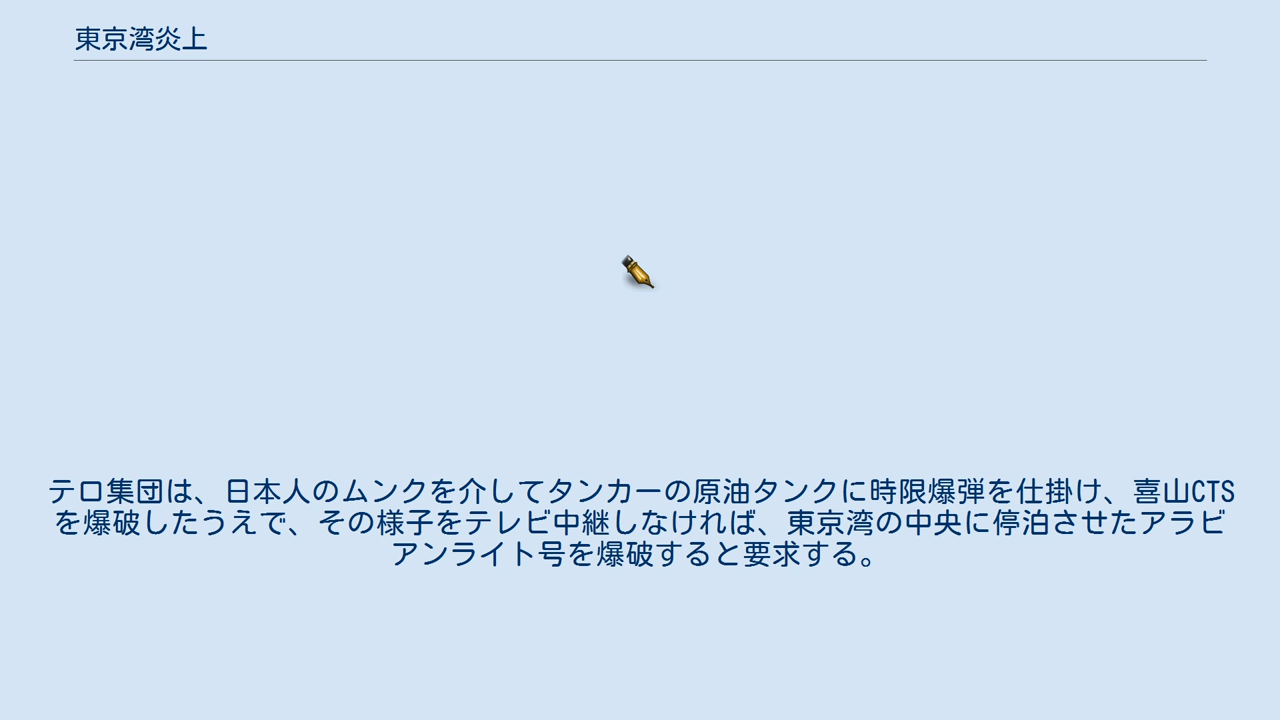 東京湾炎上
テロ集団は、日本人のムンクを介してタンカーの原油タンクに時限爆弾を仕掛け、喜山CTS
を爆破したうえで、その様子をテレビ中継しなければ、東京湾の中央に停泊させたアラビ
アンライト号を爆破すると要求する。